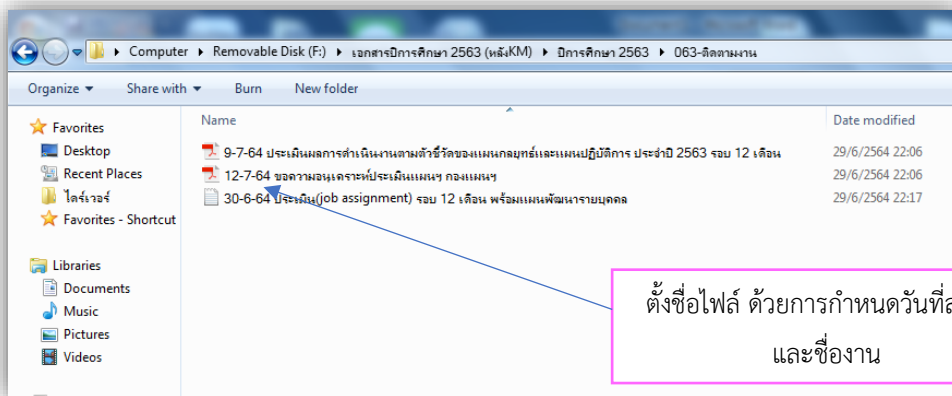 Computer ▸ Removable Disk (F:) ▸ เอกสารปีการศึกษา 2563 (หลังKM) ▸ ปีการศึกษา 2563 ▸ 063-ติดตามงาน
Organize Share with Burn New folder
Name Date modified
Favorites
Desktop
Recent Places
ไดร์เวอร์
Favorites - Shortcut
Libraries
Documents
Music
Pictures
Videos
9-7-64 ประเมินผลการดำเนินงานตามตัวชี้วัดของแผนกลยุทธ์และแผนปฏิบัติการ ประจำปี 2563 รอบ 12 เดือน 29/6/2564 22:06
12-7-64 ขอความอนุเคราะห์ประเมินแผนฯ กองแผนฯ 29/6/2564 22:06
30-6-64 ประเมิน(job assignment) รอบ 12 เดือน พร้อมแผนพัฒนารายบุคคล 29/6/2564 22:17
ตั้งชื่อไฟล์ ด้วยการกำหนดวันที่
และชื่องาน